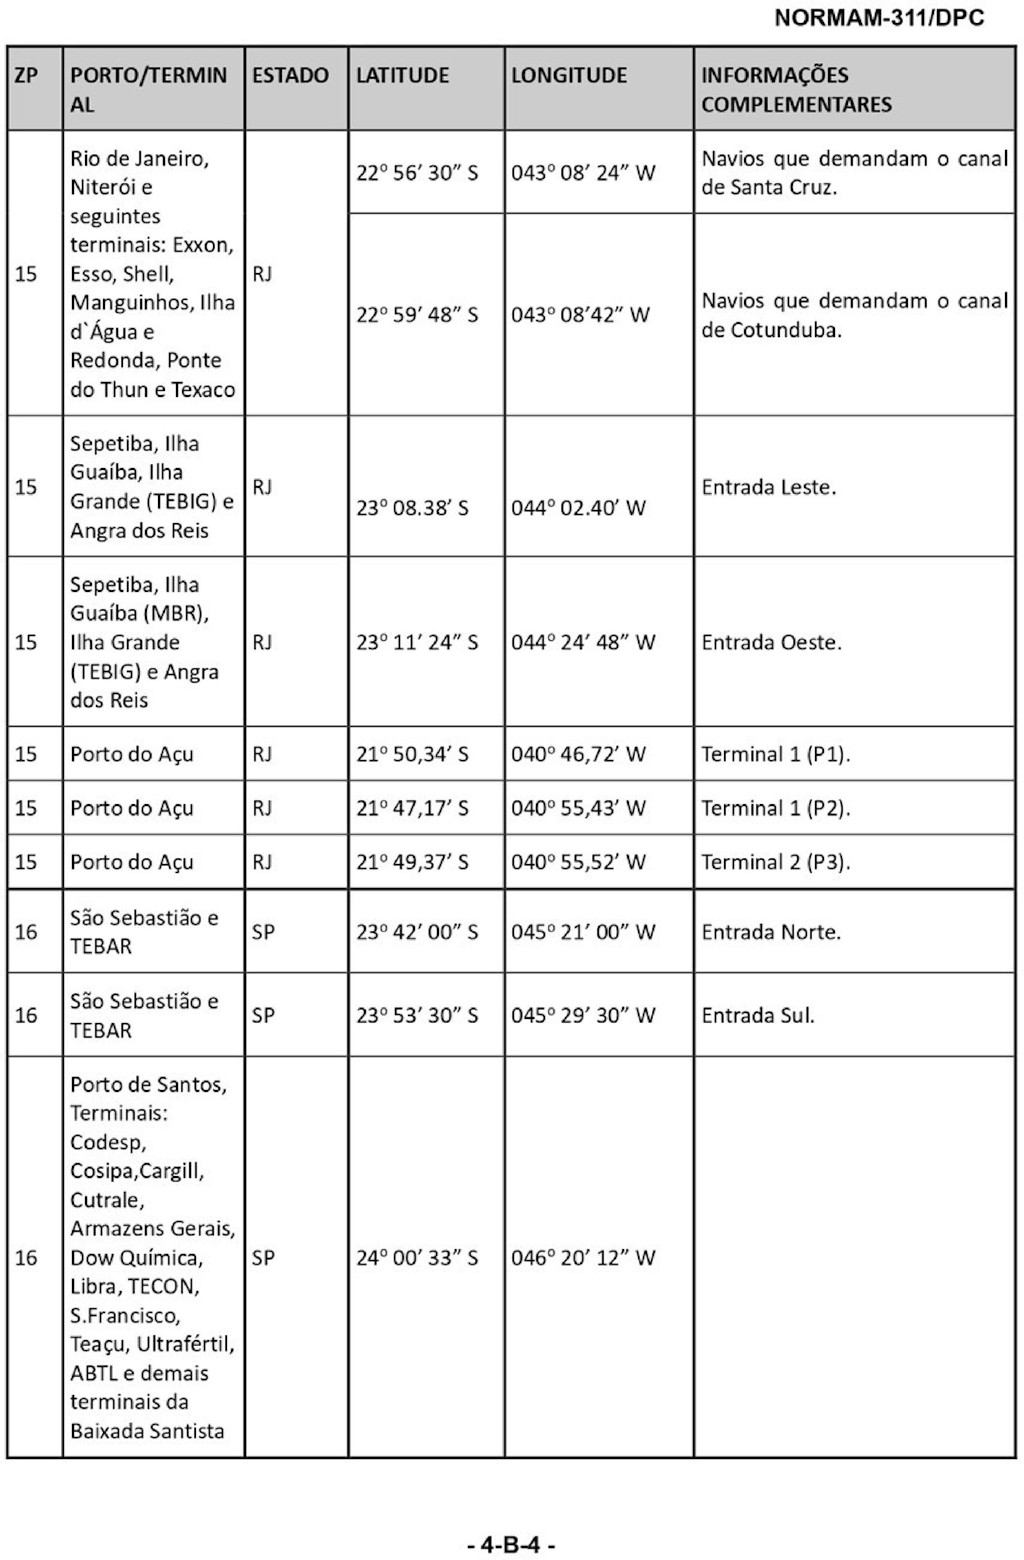 NORMAM-311/DPC
ZP
PORTO/TERMIN
AL
ESTADO
LATITUDE
LONGITUDE
INFORMAÇÕES
COMPLEMENTARES
15
Rio de Janeiro,
Niterói e
seguintes
terminais: Exxon,
Esso, Shell,
Manguinhos, Ilha
d`Água e
Redonda, Ponte
do Thun e Texaco
RJ
22º 56’ 30” S
043º 08’ 24” W
Navios que demandam o canal
de Santa Cruz.
22º 59’ 48” S
043º 08’42” W
Navios que demandam o canal
de Cotunduba.
15
Sepetiba, Ilha
Guaíba, Ilha
Grande (TEBIG) e
Angra dos Reis
RJ
23º 08.38’ S
044º 02.40’ W
Entrada Leste.
15
Sepetiba, Ilha
Guaíba (MBR),
Ilha Grande
(TEBIG) e Angra
dos Reis
RJ
23º 11’ 24” S
044º 24’ 48” W
Entrada Oeste.
15
Porto do Açu
RJ
21º 50,34’ S
040º 46,72’ W
Terminal 1 (P1).
15
Porto do Açu
RJ
21º 47,17’ S
040º 55,43’ W
Terminal 1 (P2).
15
Porto do Açu
RJ
21º 49,37’ S
040º 55,52’ W
Terminal 2 (P3).
16
São Sebastião e
TEBAR
SP
23º 42’ 00” S
045º 21’ 00” W
Entrada Norte.
16
São Sebastião e
TEBAR
SP
23º 53’ 30” S
045º 29’ 30” W
Entrada Sul.
16
Porto de Santos,
Terminais:
Codesp,
Cosipa,Cargill,
Cutrale,
Armazens Gerais,
Dow Química,
Libra, TECON,
S.Francisco,
Teaçu, Ultrafértil,
ABTL e demais
terminais da
Baixada Santista
SP
24º 00’ 33” S
046º 20’ 12” W
- 4-B-4 -